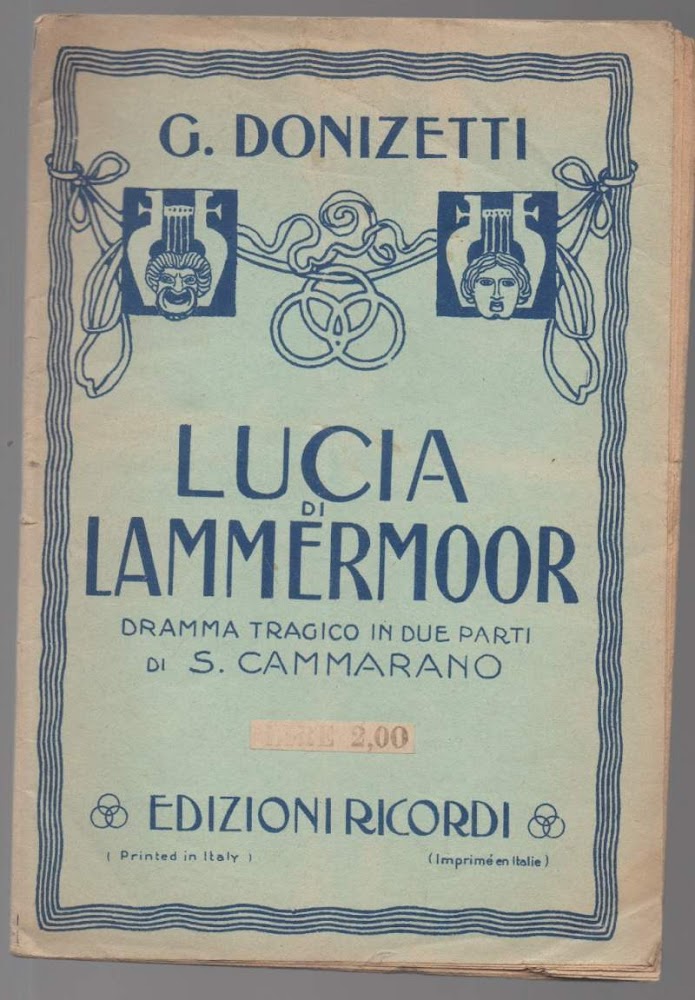 G. DONIZETTI
LUCIA
DI
LAMMERMOOR
DRAMMA TRAGICO IN DUE PARTI
DI S. CAMMARANO
LIRE 2,00
EDIZIONI RICORDI
( Printed in Italy )
(Imprimé en Italie)